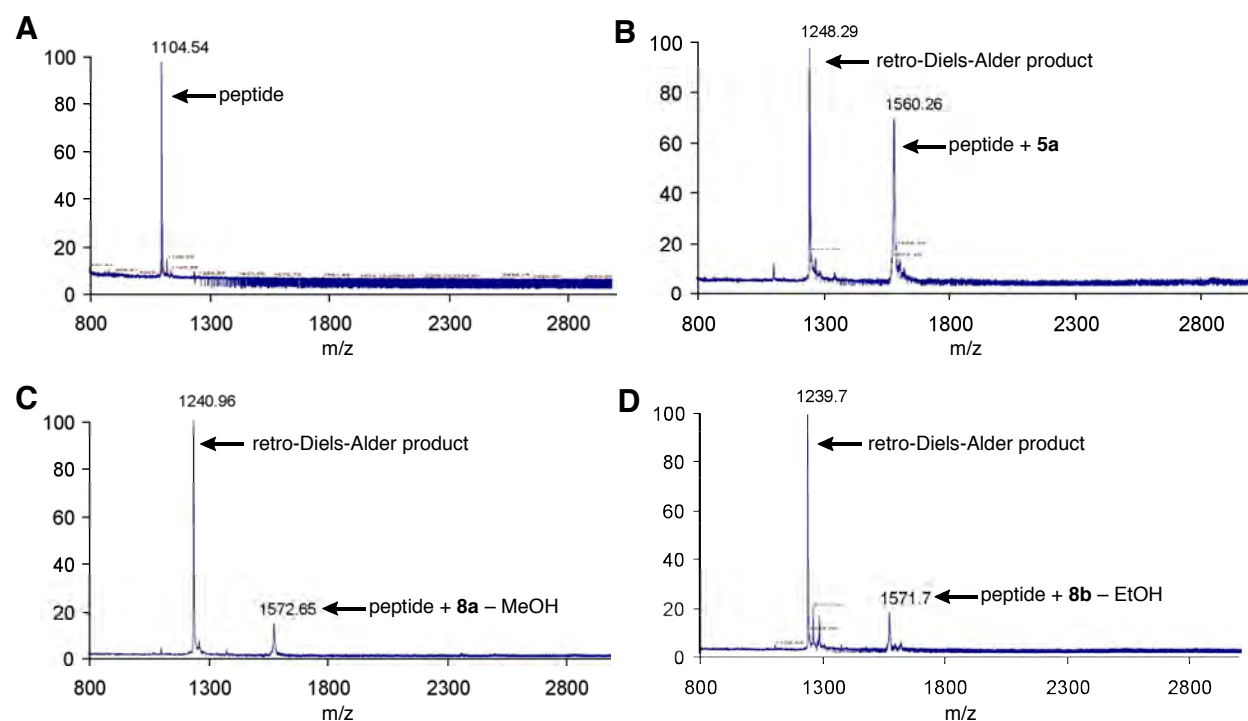 A
1104.54
peptide
100
80
60
40
20
0
800 1300 1800 2300 2800
m/z
B
1248.29
retro-Diels-Alder product
1560.26
peptide + 5a
100
80
60
40
20
0
800 1300 1800 2300 2800
m/z
C
1240.96
retro-Diels-Alder product
1572.65
peptide + 8a – MeOH
100
80
60
40
20
0
800 1300 1800 2300 2800
m/z
D
1239.7
retro-Diels-Alder product
1571.7
peptide + 8b – EtOH
100
80
60
40
20
0
800 1300 1800 2300 2800
m/z